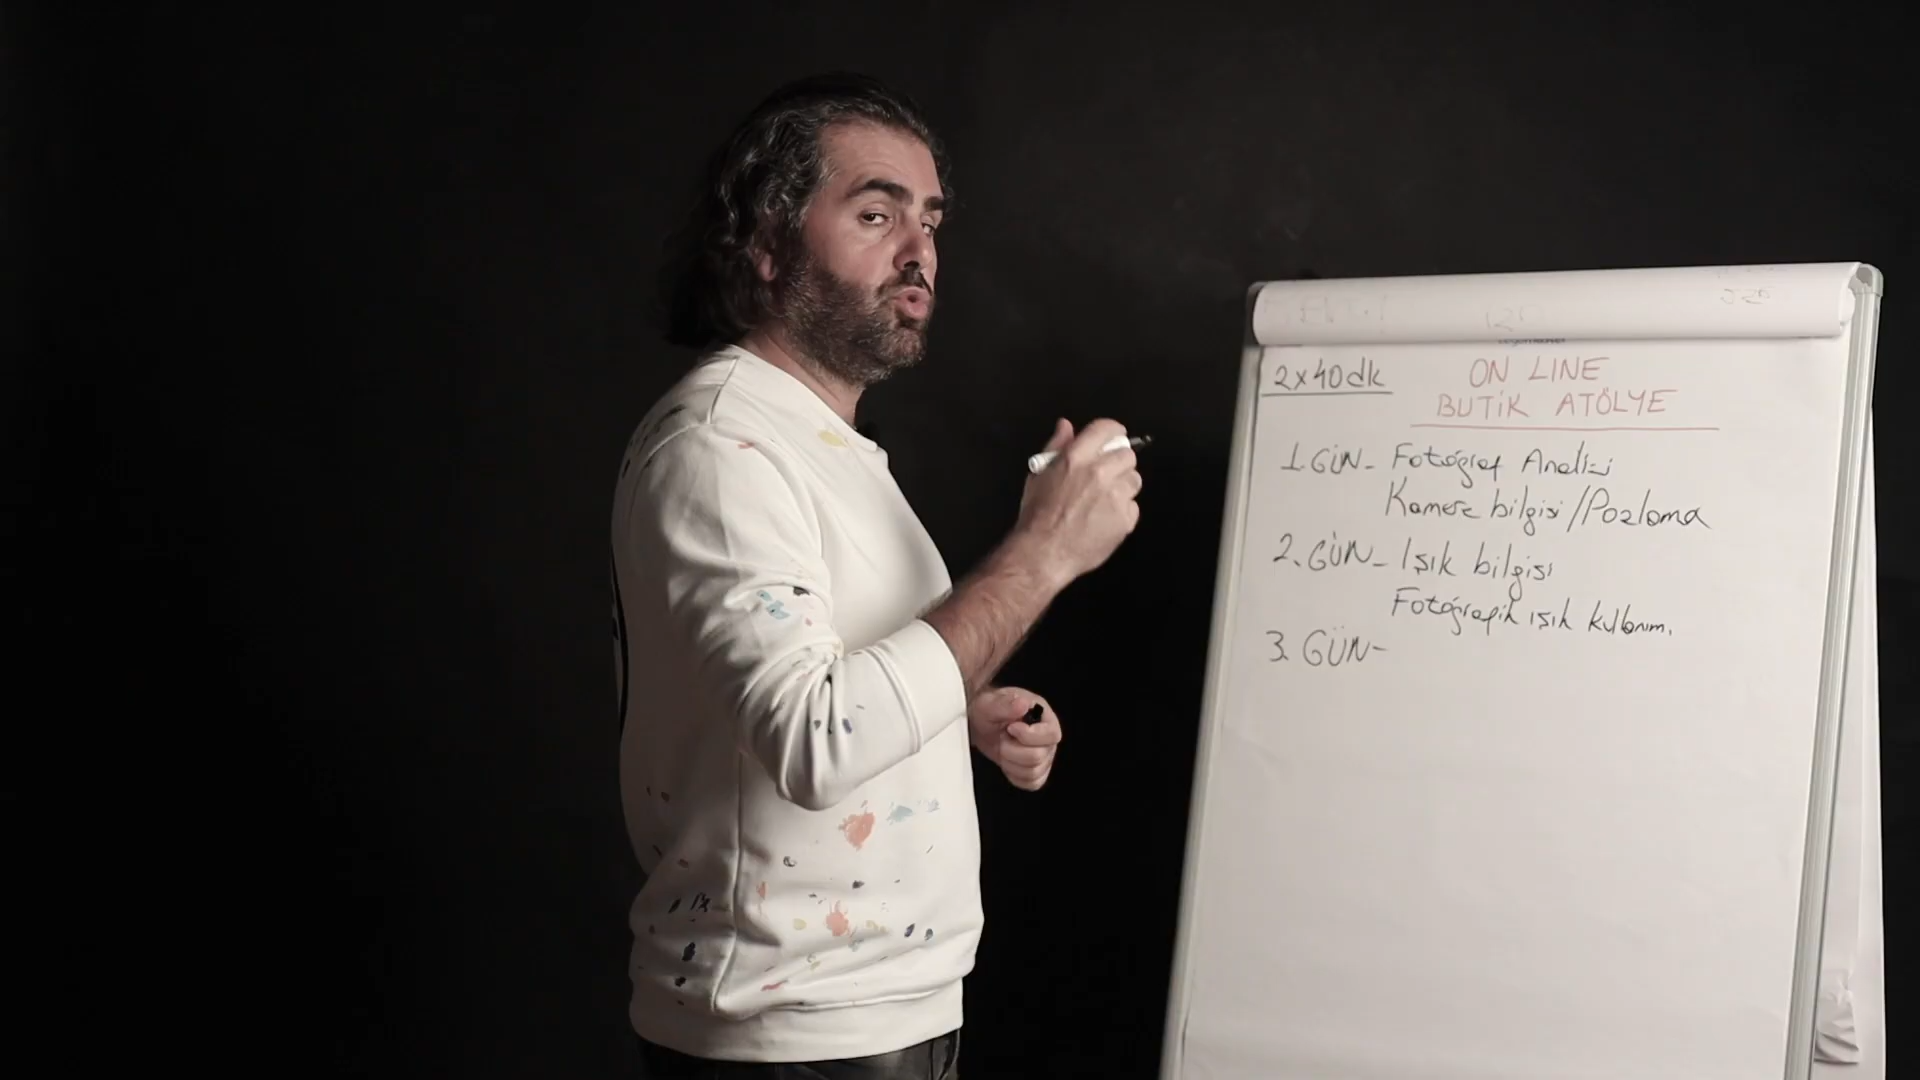 2x40dk
ON LINE
BUTİK ATÖLYE
1.GÜN- Fotoğraf Analizi
Kamera bilgisi/Pozlama
2.GÜN- Işık bilgisi
Fotoğrafik ışık kullanım.
3.GÜN-